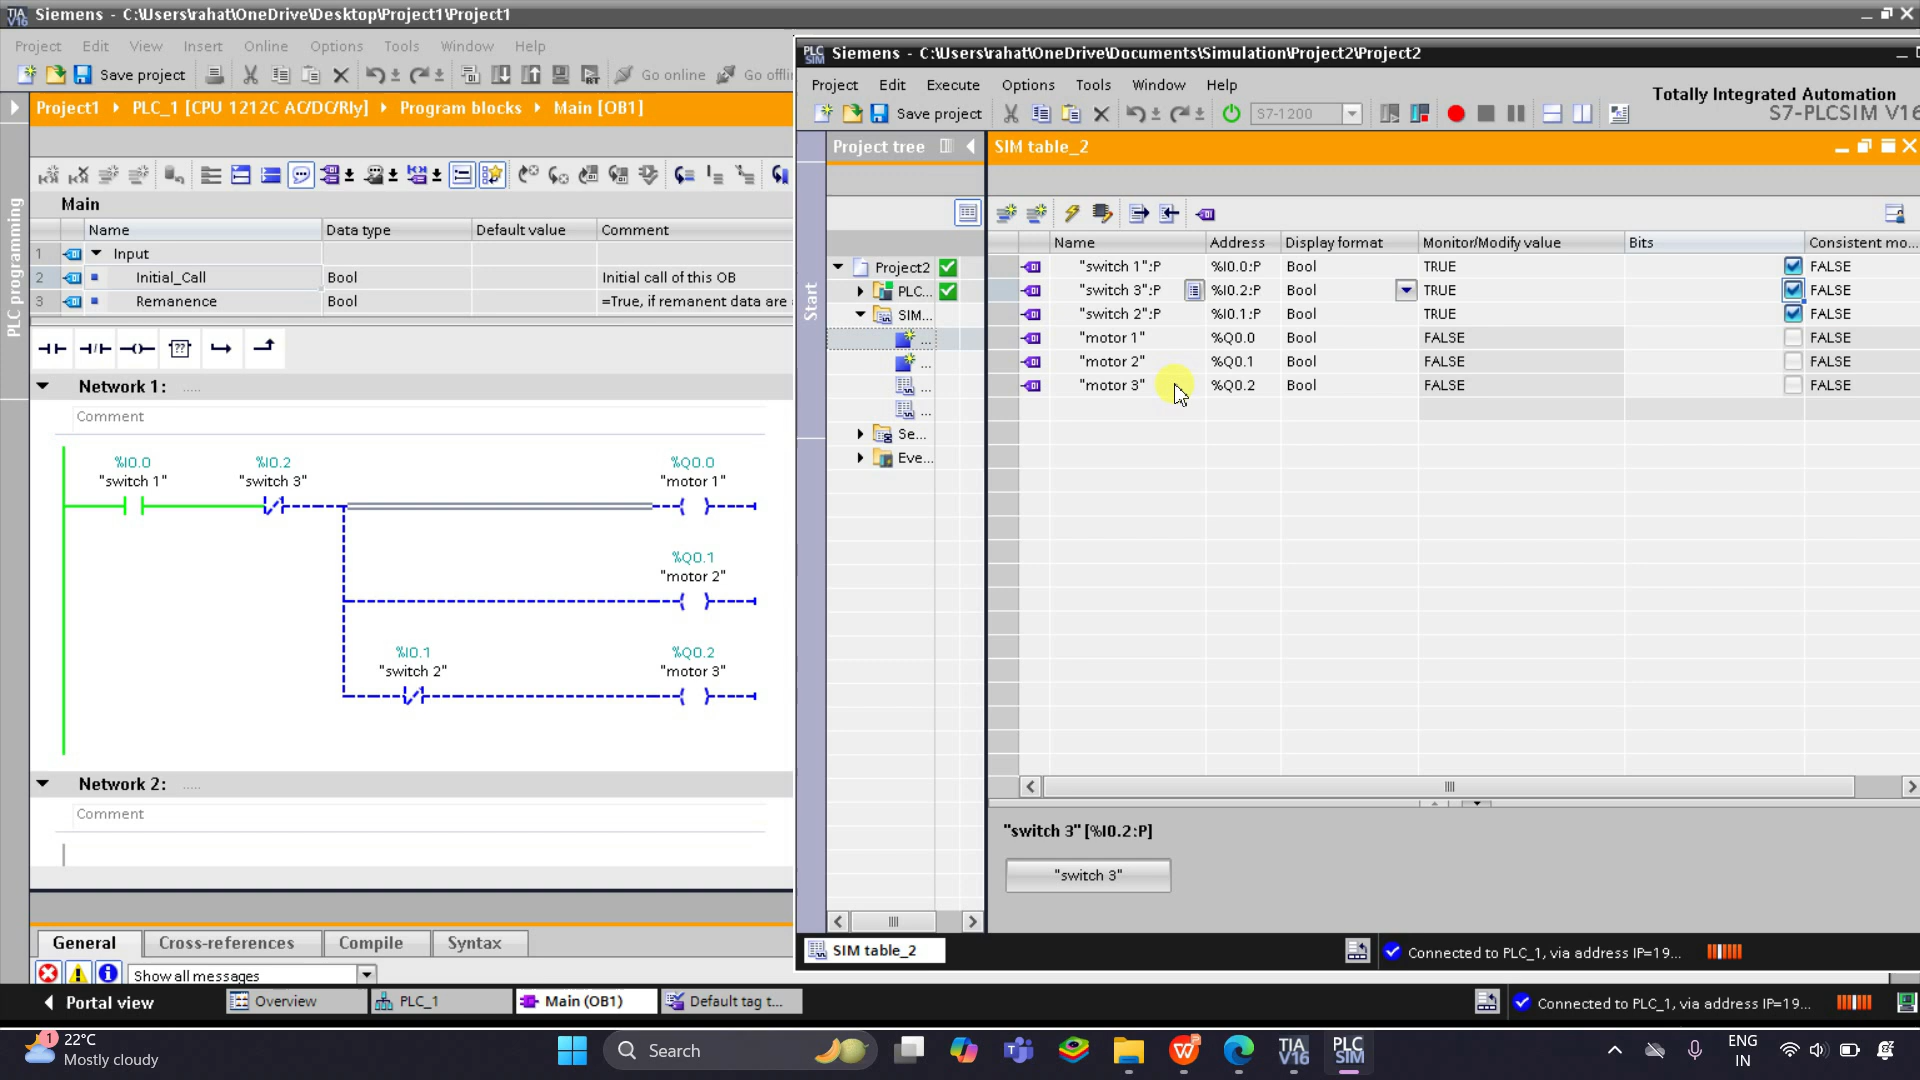 Siemens - C:\Users\rahat\OneDrive\Desktop\Project1\Project1
Project Edit View Insert Online Options Tools Window Help
Save project Go online Go offli
Project1 PLC_1 [CPU 1212C AC/DC/Rly] Program blocks Main [OB1]
PLC programming
Main
Name Data type Default value Comment
1 Input
2 Initial_Call Bool Initial call of this OB
3 Remanence Bool =True, if remanent data are
??
Network 1: .....
Comment
%I0.0 %I0.2 %Q0.0
"switch 1" "switch 3" "motor 1"
%Q0.1
"motor 2"
%I0.1 %Q0.2
"switch 2" "motor 3"
Network 2: .....
Comment
General Cross-references Compile Syntax
Show all messages
Portal view Overview PLC_1 Main (OB1) Default tag t... Connected to PLC_1, via address IP=19...
PLC SIM Siemens - C:\Users\rahat\OneDrive\Documents\Simulation\Project2\Project2
Project Edit Execute Options Tools Window Help
Totally Integrated Automation
S7-PLCSIM V16
Save project S7-1200
Start
Project tree
Project2
PLC...
SIM...
...
...
...
...
Se...
Eve...
SIM table_2
Name Address Display format Monitor/Modify value Bits Consistent mo...
"switch 1":P %I0.0:P Bool TRUE FALSE
"switch 3":P %I0.2:P Bool TRUE FALSE
"switch 2":P %I0.1:P Bool TRUE FALSE
"motor 1" %Q0.0 Bool FALSE FALSE
"motor 2" %Q0.1 Bool FALSE FALSE
"motor 3" %Q0.2 Bool FALSE FALSE
"switch 3" [%I0.2:P]
"switch 3"
SIM table_2 Connected to PLC_1, via address IP=19...
1
22°C
Mostly cloudy
Search
TIA V16
PLC SIM
ENG
IN